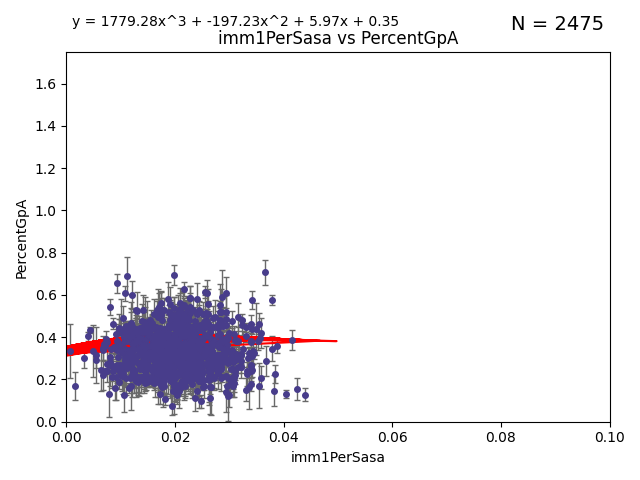 y = 1779.28x^3 + -197.23x^2 + 5.97x + 0.35
N = 2475
imm1PerSasa vs PercentGpA
PercentGpA
1.6
1.4
1.2
1.0
0.8
0.6
0.4
0.2
0.0
0.00 0.02 0.04 0.06 0.08 0.10
imm1PerSasa